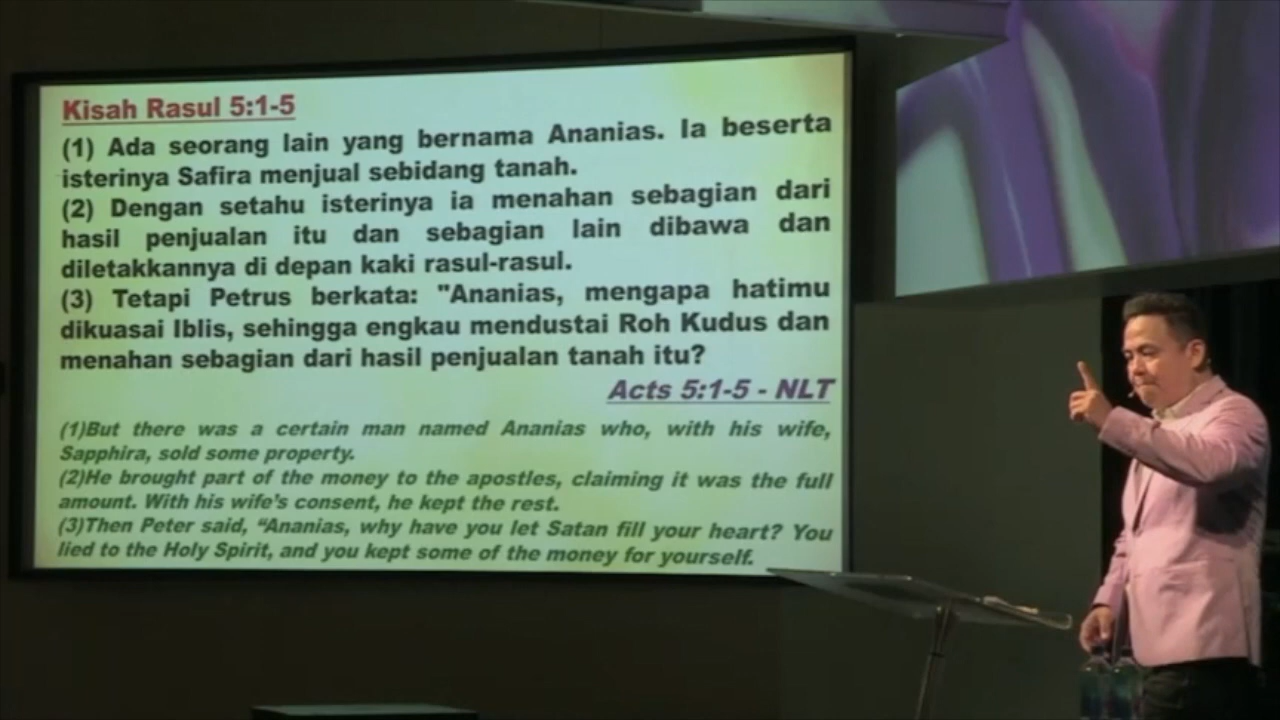 Kisah Rasul 5:1-5
(1) Ada seorang lain yang bernama Ananias. Ia beserta
isterinya Safira menjual sebidang tanah.
(2) Dengan setahu isterinya ia menahan sebagian dari
hasil penjualan itu dan sebagian lain dibawa dan
diletakkannya di depan kaki rasul-rasul.
(3) Tetapi Petrus berkata: "Ananias, mengapa hatimu
dikuasai Iblis, sehingga engkau mendustai Roh Kudus dan
menahan sebagian dari hasil penjualan tanah itu?
Acts 5:1-5 - NLT
(1)But there was a certain man named Ananias who, with his wife,
Sapphira, sold some property.
(2)He brought part of the money to the apostles, claiming it was the full
amount. With his wife’s consent, he kept the rest.
(3)Then Peter said, “Ananias, why have you let Satan fill your heart? You
lied to the Holy Spirit, and you kept some of the money for yourself.